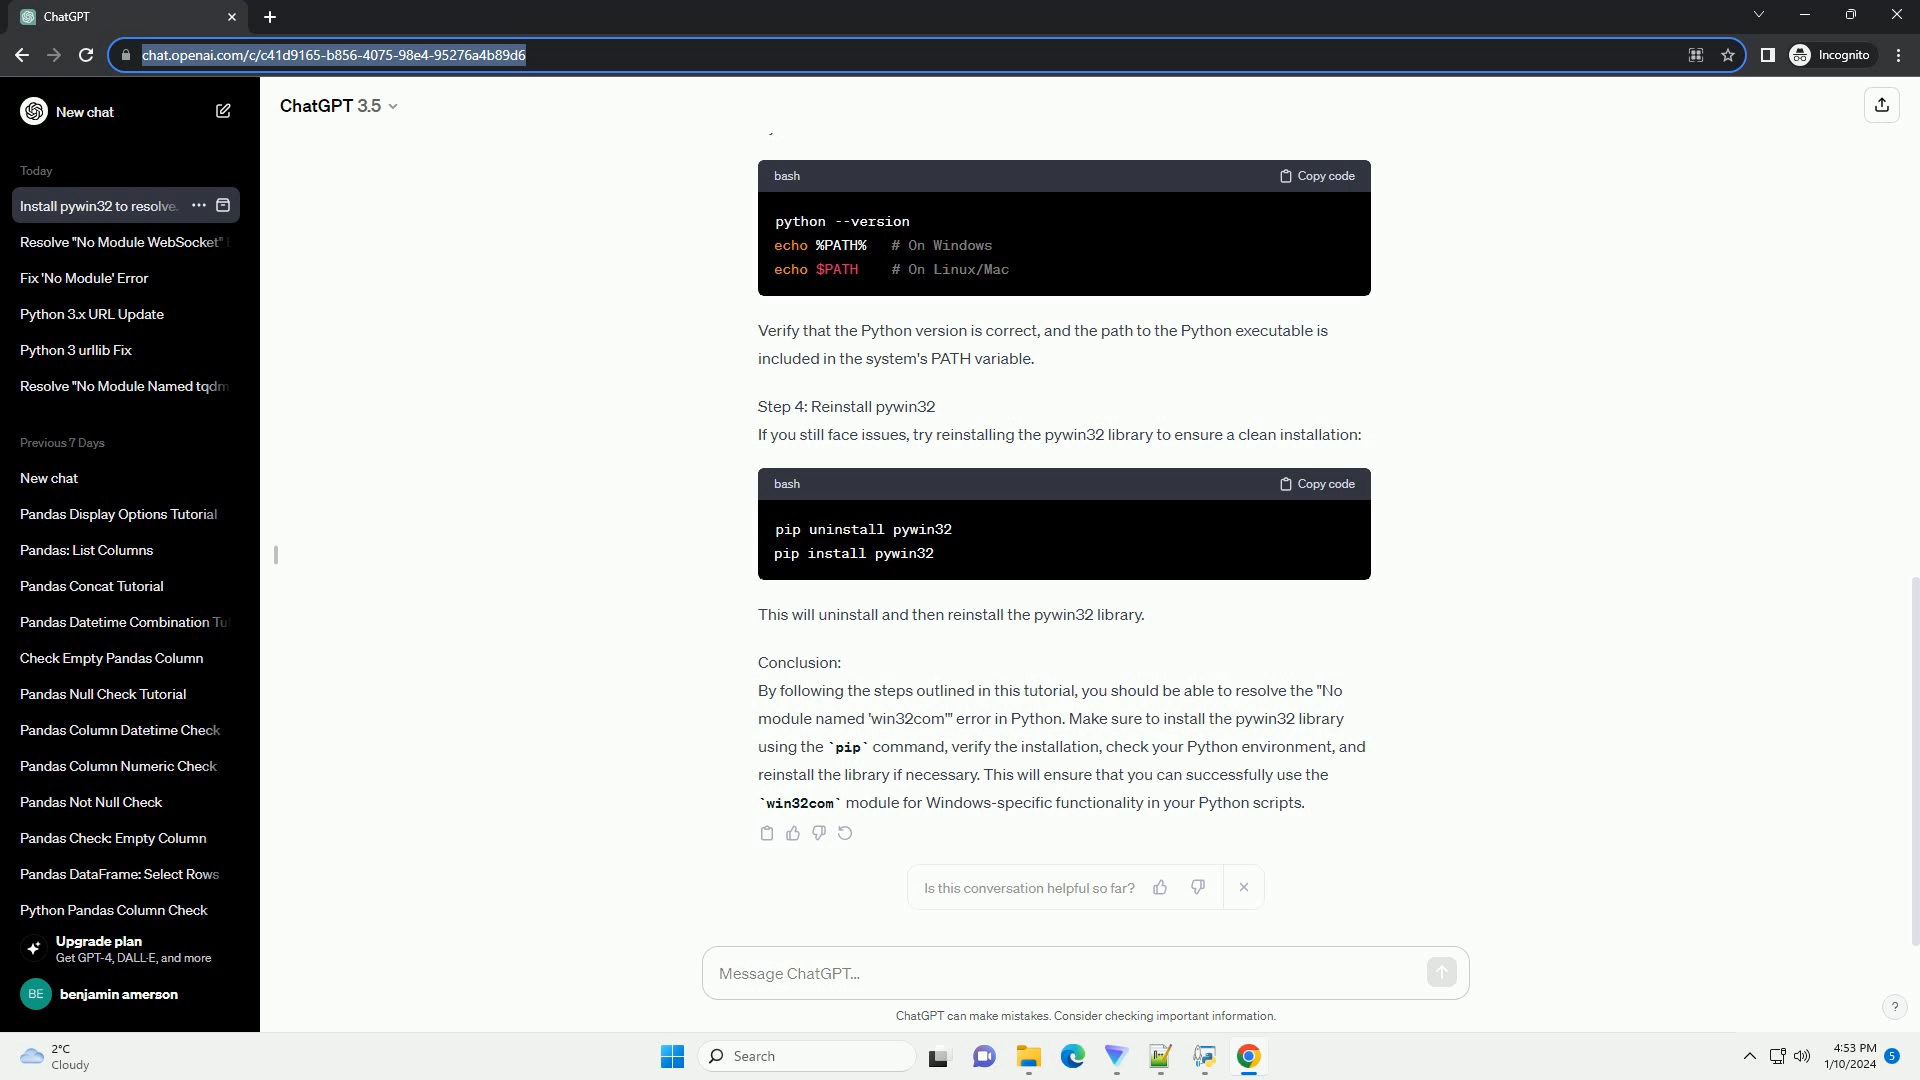 ChatGPT
chat.openai.com/c/c41d9165-b856-4075-98e4-95276a4b89d6
Incognito
New chat
Today
Install pywin32 to resolve.
Resolve "No Module WebSocket"
Fix 'No Module' Error
Python 3.x URL Update
Python 3 urllib Fix
Resolve "No Module Named tqdm
Previous 7 Days
New chat
Pandas Display Options Tutorial
Pandas: List Columns
Pandas Concat Tutorial
Pandas Datetime Combination Tut
Check Empty Pandas Column
Pandas Null Check Tutorial
Pandas Column Datetime Check
Pandas Column Numeric Check
Pandas Not Null Check
Pandas Check: Empty Column
Pandas DataFrame: Select Rows
Python Pandas Column Check
Upgrade plan
Get GPT-4, DALL·E, and more
BE
benjamin amerson
ChatGPT 3.5
bash
Copy code
python --version
echo %PATH%   # On Windows
echo $PATH    # On Linux/Mac
Verify that the Python version is correct, and the path to the Python executable is
included in the system's PATH variable.
Step 4: Reinstall pywin32
If you still face issues, try reinstalling the pywin32 library to ensure a clean installation:
bash
Copy code
pip uninstall pywin32
pip install pywin32
This will uninstall and then reinstall the pywin32 library.
Conclusion:
By following the steps outlined in this tutorial, you should be able to resolve the "No
module named 'win32com'" error in Python. Make sure to install the pywin32 library
using the `pip` command, verify the installation, check your Python environment, and
reinstall the library if necessary. This will ensure that you can successfully use the
`win32com` module for Windows-specific functionality in your Python scripts.
Is this conversation helpful so far?
Message ChatGPT…
ChatGPT can make mistakes. Consider checking important information.
?
2°C
Cloudy
Search
4:53 PM
1/10/2024
5